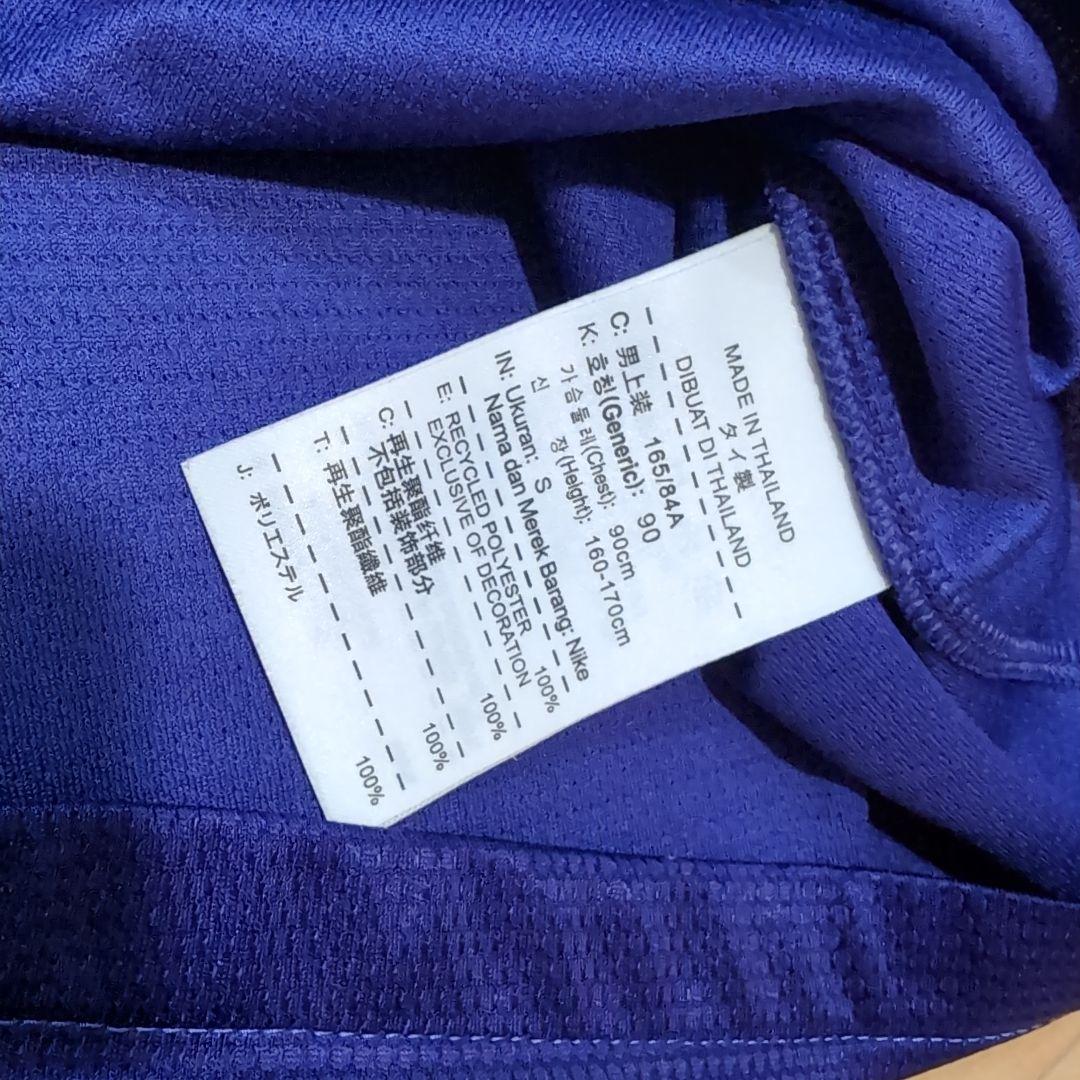 MADE IN THAILAND
タイ製
DIBUAT DI THAILAND
C: 男上装 165/84A
K: 호칭(Generic): 90
가슴둘레(Chest): 90cm
신 장(Height): 160-170cm
IN: Ukuran: S
Nama dan Merek Barang: Nike
E: RECYCLED POLYESTER 100%
EXCLUSIVE OF DECORATION
C: 再生聚酯纤维 100%
不包括装饰部分
T: 再生聚酯纖維 100%
J: ポリエステル 100%